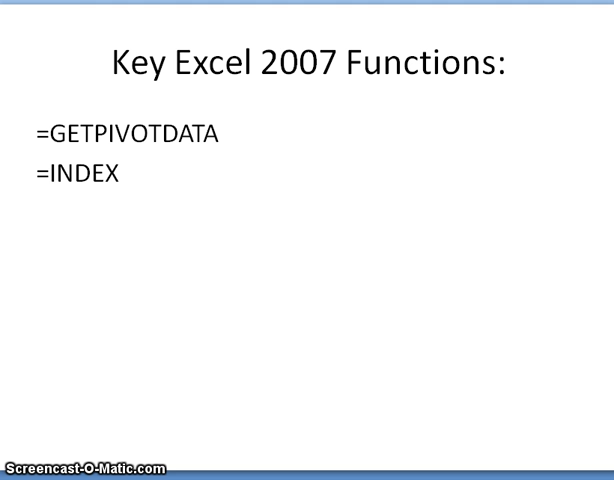 Key Excel 2007 Functions:
=GETPIVOTDATA
=INDEX
Screencast-O-Matic.com